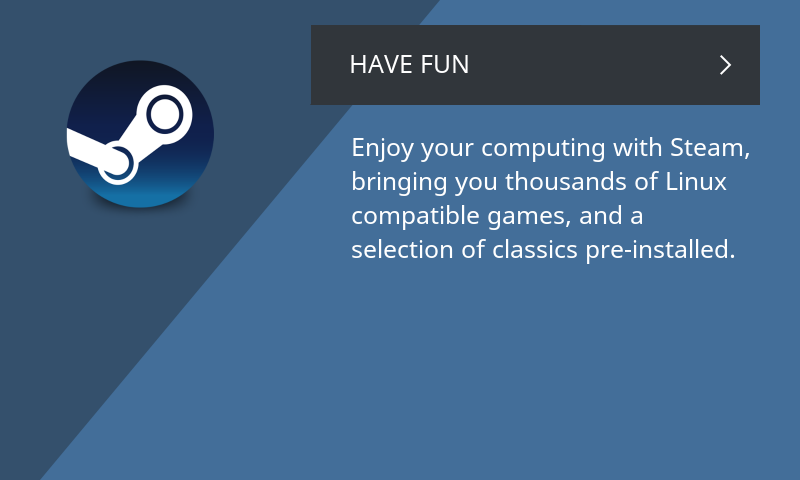 HAVE FUN
Enjoy your computing with Steam,
bringing you thousands of Linux
compatible games, and a
selection of classics pre-installed.